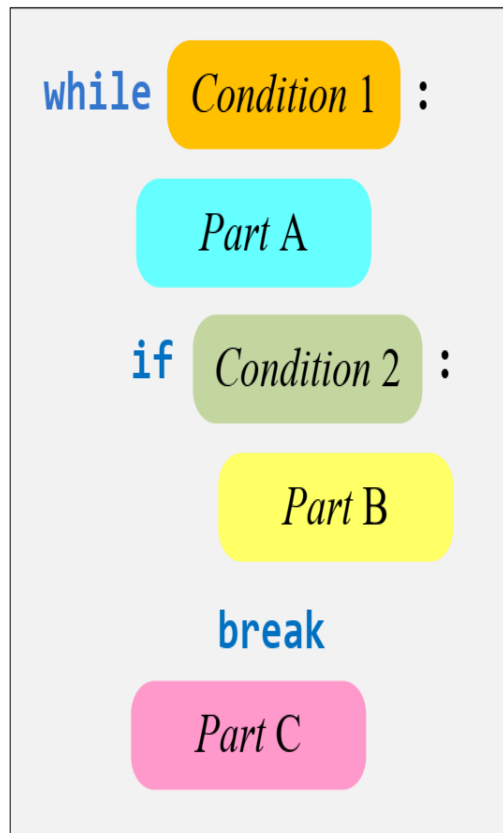 while Condition 1 :
Part A
if Condition 2 :
Part B
break
Part C